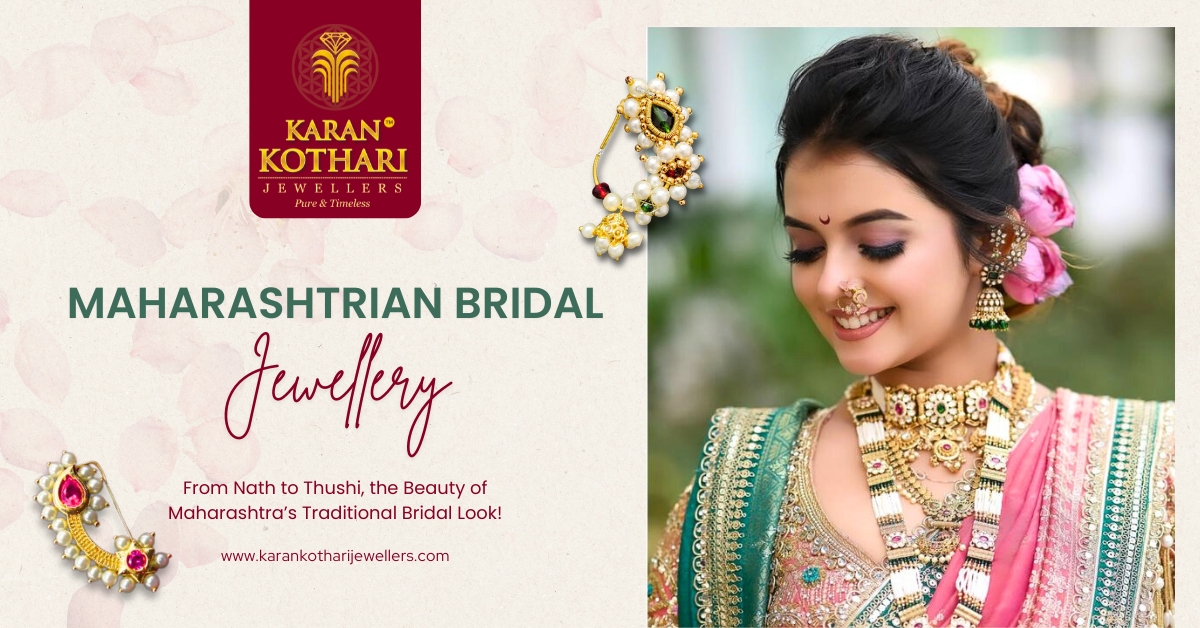 KARAN™
KOTHARI
JEWELLERS
Pure & Timeless
MAHARASHTRIAN BRIDAL
Jewellery
From Nath to Thushi, the Beauty of
Maharashtra's Traditional Bridal Look!
www.karankotharijewellers.com